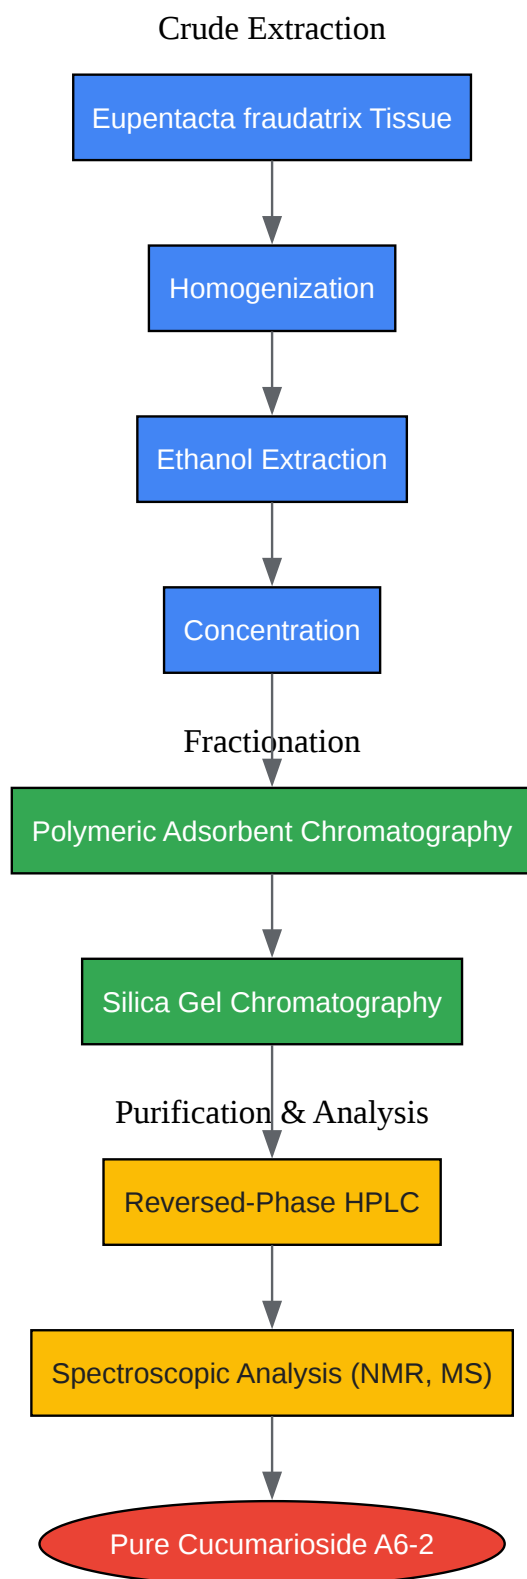 Crude Extraction
Eupentacta fraudatrix Tissue
Homogenization
Ethanol Extraction
Concentration
Fractionation
Polymeric Adsorbent Chromatography
Silica Gel Chromatography
Purification & Analysis
Reversed-Phase HPLC
Spectroscopic Analysis (NMR, MS)
Pure Cucumarioside A6-2